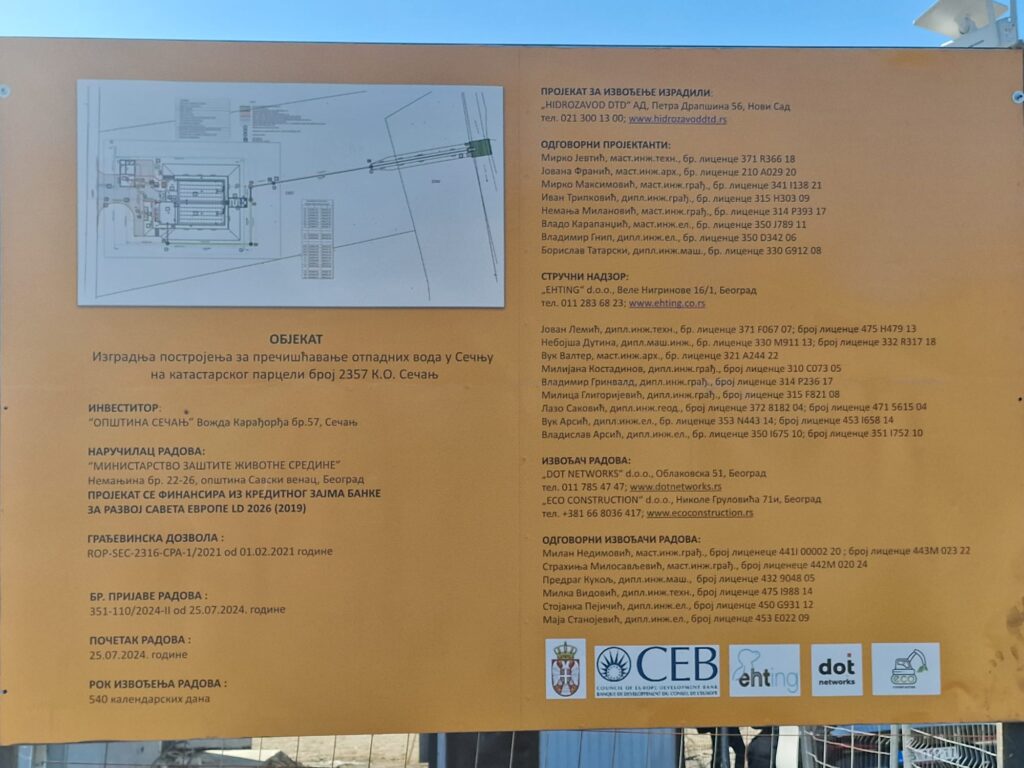 ОБЈЕКАТ
Изградња постројења за пречишћавање отпадних вода у Сечњу
на катастарског парцели број 2357 К.О. Сечањ
ИНВЕСТИТОР:
"ОПШТИНА СЕЧАЊ" Вожда Карађорђа бр.57, Сечањ
НАРУЧИЛАЦ РАДОВА:
"МИНИСТАРСТВО ЗАШТИТЕ ЖИВОТНЕ СРЕДИНЕ"
Немањина бр. 22-26, општина Савски венац, Београд
ПРОЈЕКАТ СЕ ФИНАНСИРА ИЗ КРЕДИТНОГ ЗАЈМА БАНКЕ
ЗА РАЗВОЈ САВЕТА ЕВРОПЕ LD 2026 (2019)
ГРАЂЕВИНСКА ДОЗВОЛА :
ROP-SEC-2316-CPA-1/2021 od 01.02.2021 године
БР. ПРИЈАВЕ РАДОВА :
351-110/2024-II od 25.07.2024. године
ПОЧЕТАК РАДОВА :
25.07.2024. године
РОК ИЗВОЂЕЊА РАДОВА :
540 календарских дана
ПРОЈЕКАТ ЗА ИЗВОЂЕЊЕ ИЗРАДИЛИ:
„HIDROZAVOD DTD" АД, Петра Драпшина 56, Нови Сад
тел. 021 300 13 00; www.hidrozavoddtd.rs
ОДГОВОРНИ ПРОЈЕКТАНТИ:
Мирко Јевтић, маст.инж.техн., бр. лиценце 371 R366 18
Јована Франић, маст.инж.арх., бр. лиценце 210 A029 20
Мирко Максимовић, маст.инж.грађ., бр. лиценце 341 I138 21
Иван Трипковић, дипл.инж.грађ., бр. лиценце 315 H303 09
Немања Милановић, маст.инж.грађ., бр. лиценце 314 P393 17
Владо Карапанџић, маст.инж.ел., бр. лиценце 350 J789 11
Владимир Гнип, дипл.инж.ел., бр. лиценце 350 D342 06
Борислав Татарски, дипл.инж.маш., бр. лиценце 330 G912 08
СТРУЧНИ НАДЗОР:
„EHTING" d.o.o., Веле Нигринове 16/1, Београд
тел. 011 283 68 23; www.ehting.co.rs
Јован Лемић, дипл.инж.техн., бр. лиценце 371 F067 07; број лиценце 475 H479 13
Небојша Дутина, дипл.маш.инж., бр. лиценце 330 M911 13; број лиценце 332 R317 18
Вук Валтер, маст.инж.арх., бр. лиценце 321 A244 22
Милијана Костадинов, дипл.инж.грађ., број лиценце 310 C073 05
Владимир Гринвалд, дипл.инж.грађ., број лиценце 314 P236 17
Милица Глигоријевић, дипл.инж.грађ., број лиценце 315 F821 08
Лазо Саковић, дипл.инж.геод., број лиценце 372 8182 04; број лиценце 471 5615 04
Вук Арсић, дипл.инж.ел., бр. лиценце 353 N443 14; број лиценце 453 I658 14
Владислав Арсић, дипл.инж.ел., бр. лиценце 350 I675 10; број лиценце 351 I752 10
ИЗВОЂАЧ РАДОВА:
„DOT NETWORKS" d.o.o., Облаковска 51, Београд
тел. 011 785 47 47; www.dotnetworks.rs
„ECO CONSTRUCTION" d.o.o., Николе Груловића 71и, Београд
тел. +381 66 8036 417; www.ecoconstruction.rs
ОДГОВОРНИ ИЗВОЂАЧИ РАДОВА:
Милан Недимовић, маст.инж.грађ., број лиценеце 441I 00002 20 ; број лиценце 443M 023 22
Страхиња Милосављевић, маст.инж.грађ., број лиценеце 442M 020 24
Предраг Кукољ, дипл.инж.маш., број лиценце 432 9048 05
Милка Видовић, дипл.инж.техн., број лиценце 475 I988 14
Стојанка Пејичић, дипл.инж.ел., број лиценце 450 G931 12
Маја Станојевић, дипл.инж.ел., број лиценце 453 E022 09
CEB
COUNCIL OF EUROPE DEVELOPMENT BANK
BANQUE DE DEVELOPPEMENT DU CONSEIL DE L'EUROPE
ehting
dot
networks
eco